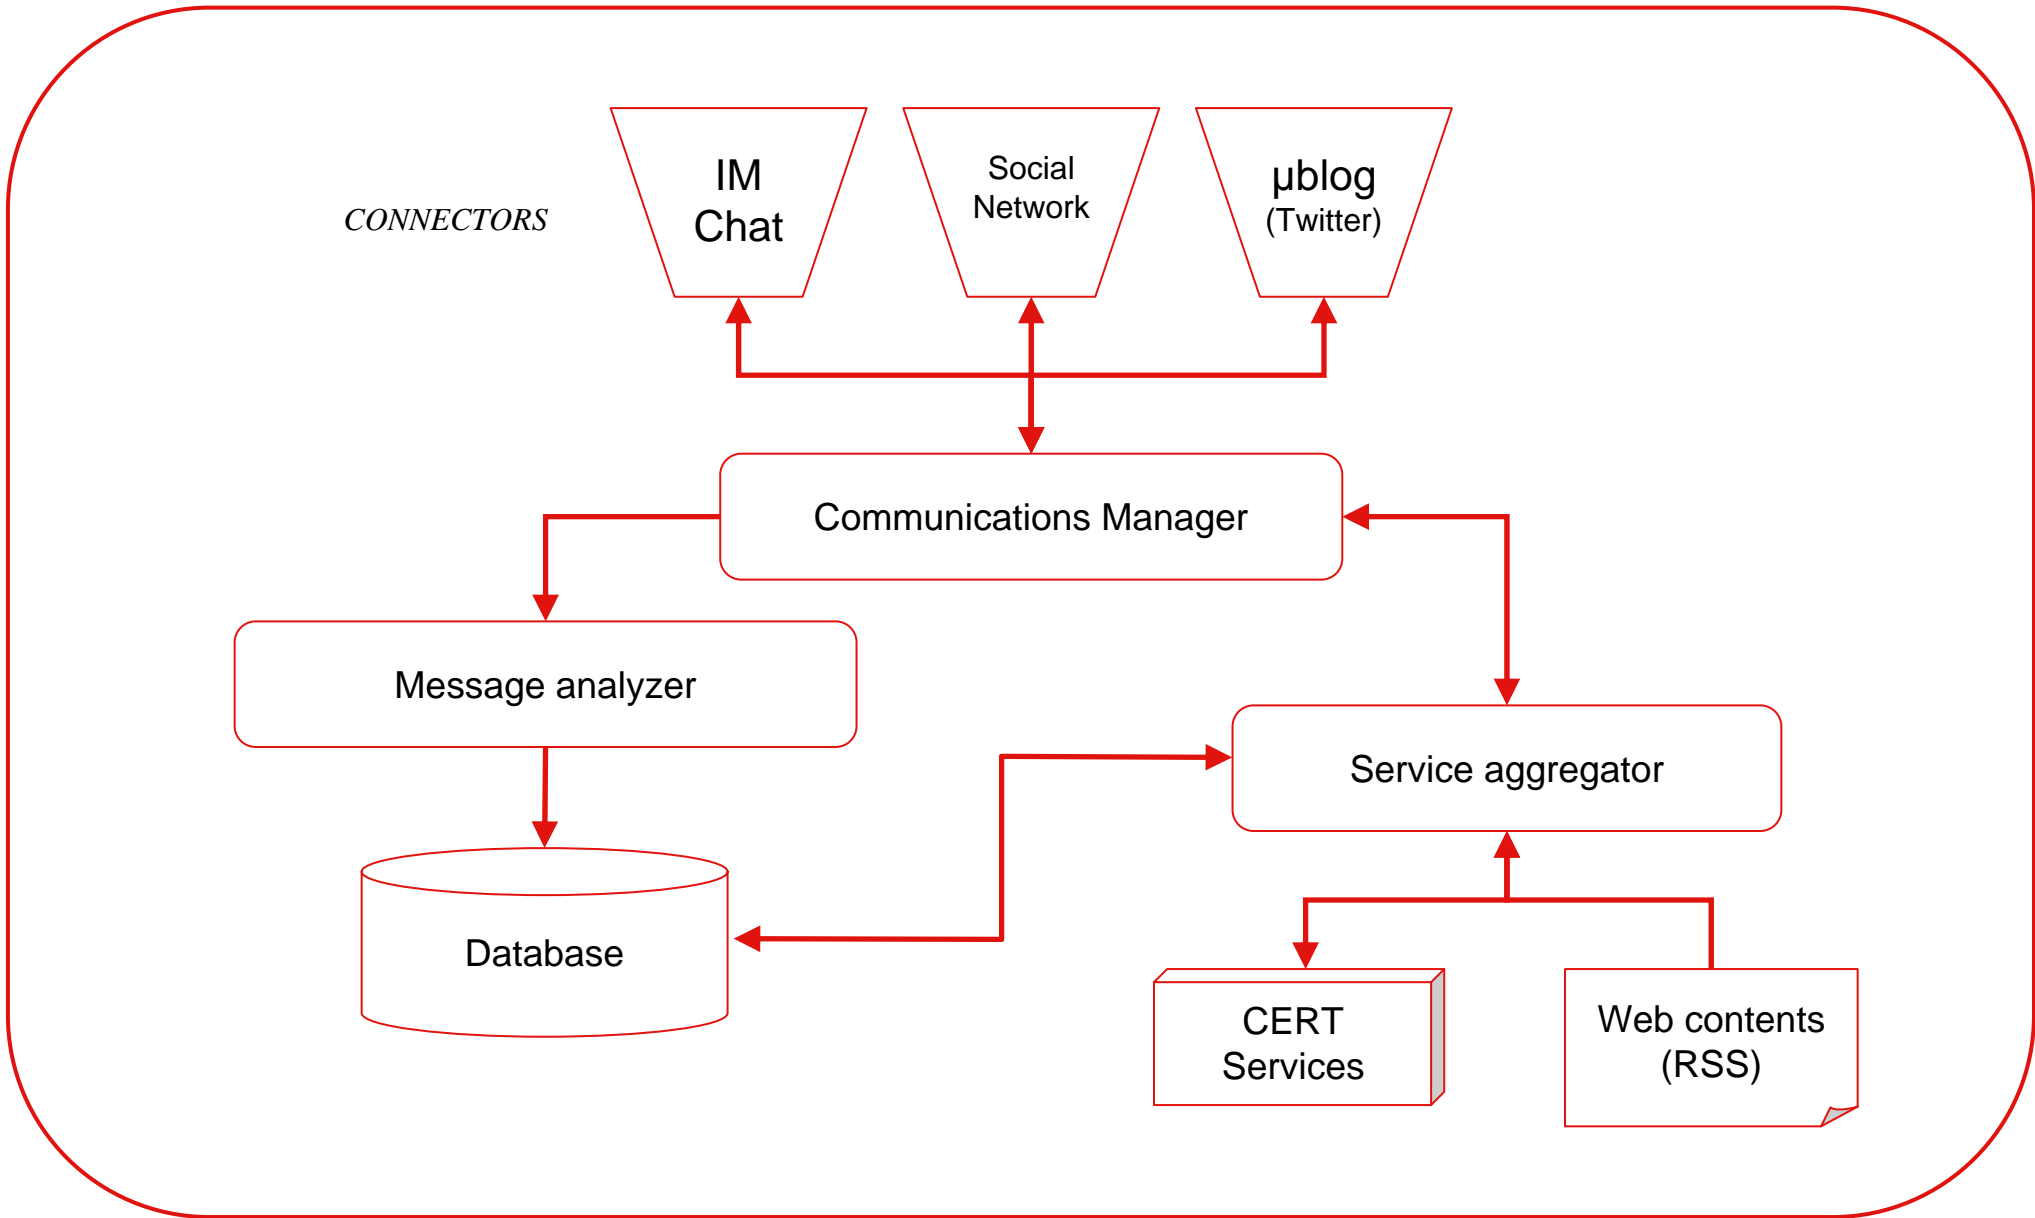 CONNECTORS
IM
Chat
Social
Network
µblog
(Twitter)
Communications Manager
Message analyzer
Service aggregator
Database
CERT
Services
Web contents
(RSS)